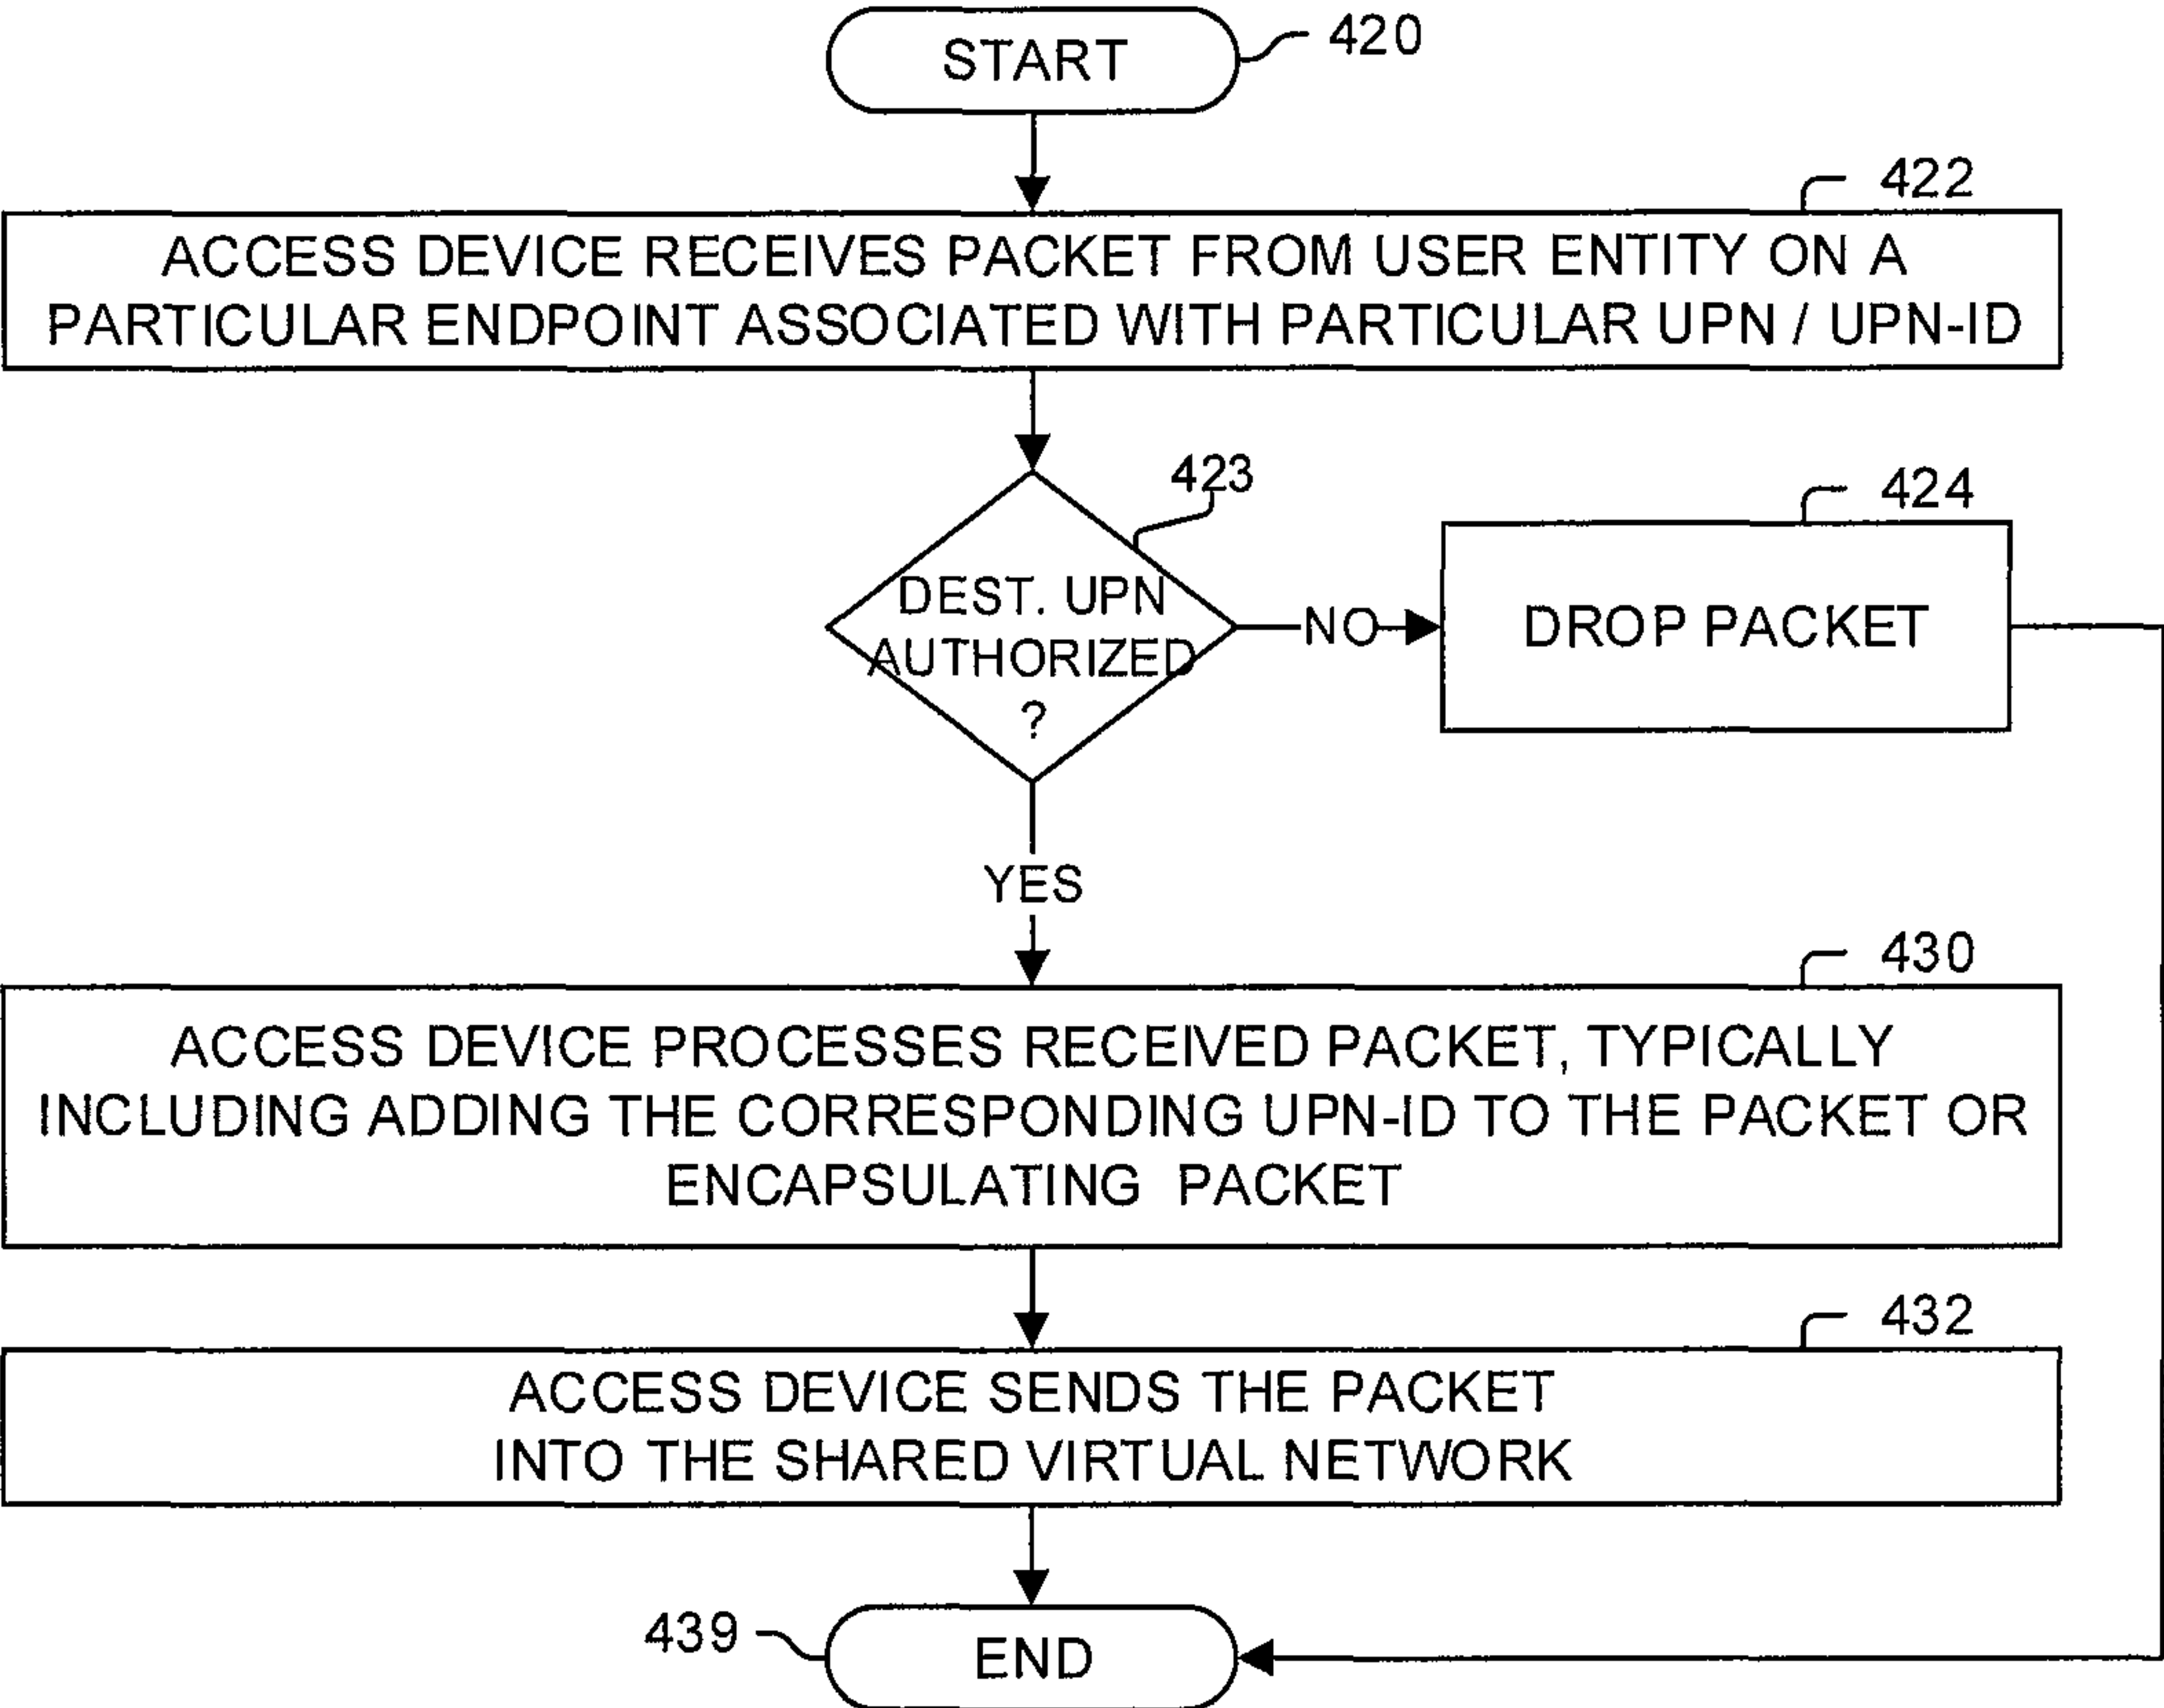 START
420
422
ACCESS DEVICE RECEIVES PACKET FROM USER ENTITY ON A
PARTICULAR ENDPOINT ASSOCIATED WITH PARTICULAR UPN / UPN-ID
423
424
DEST. UPN
AUTHORIZED
?
NO
DROP PACKET
YES
430
ACCESS DEVICE PROCESSES RECEIVED PACKET, TYPICALLY
INCLUDING ADDING THE CORRESPONDING UPN-ID TO THE PACKET OR
ENCAPSULATING PACKET
432
ACCESS DEVICE SENDS THE PACKET
INTO THE SHARED VIRTUAL NETWORK
439
END